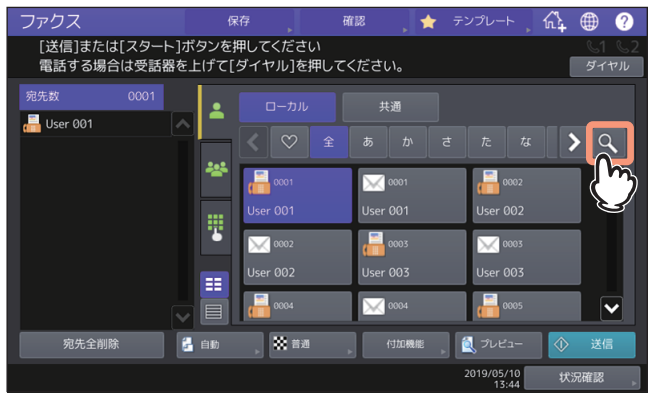 ファクス
保存
確認
テンプレート
?
[送信]または[スタート]ボタンを押してください
電話する場合は受話器を上げて[ダイヤル]を押してください。
1 2
ダイヤル
宛先数 0001
User 001
ローカル
共通
全 あ か さ た な
0001
User 001
0001
User 001
0002
User 002
0002
User 002
0003
User 003
0003
User 003
0004
0004
0005
宛先全削除
自動
普通
付加機能
プレビュー
送信
2019/05/10
13:44
状況確認